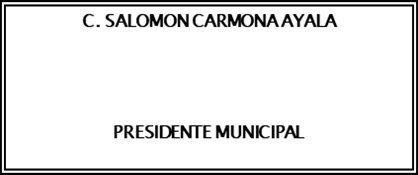 C. SALOMON CARMONA AYALA
PRESIDENTE MUNICIPAL